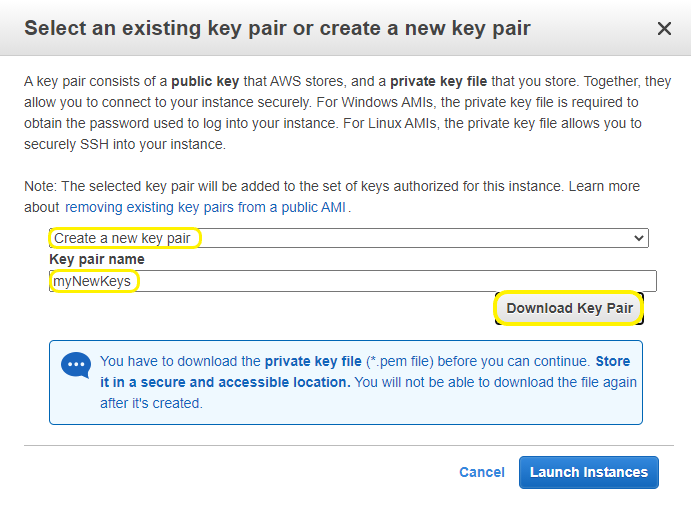 Select an existing key pair or create a new key pair
A key pair consists of a public key that AWS stores, and a private key file that you store. Together, they
allow you to connect to your instance securely. For Windows AMIs, the private key file is required to
obtain the password used to log into your instance. For Linux AMIs, the private key file allows you to
securely SSH into your instance.
Note: The selected key pair will be added to the set of keys authorized for this instance. Learn more
about removing existing key pairs from a public AMI .
Create a new key pair
Key pair name
myNewKeys
Download Key Pair
You have to download the private key file (*.pem file) before you can continue. Store
it in a secure and accessible location. You will not be able to download the file again
after it's created.
Cancel Launch Instances